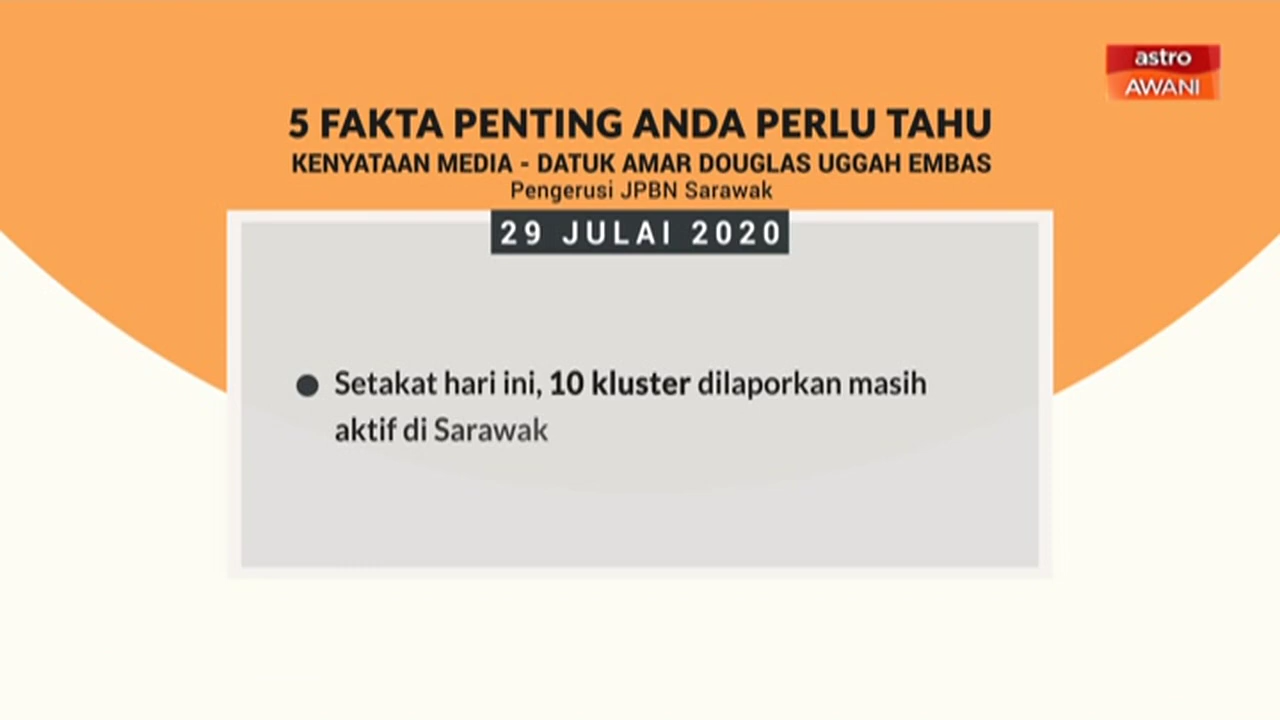 astro
AWANI
5 FAKTA PENTING ANDA PERLU TAHU
KENYATAAN MEDIA - DATUK AMAR DOUGLAS UGGAH EMBAS
Pengerusi JPBN Sarawak
29 JULAI 2020
● Setakat hari ini, 10 kluster dilaporkan masih
aktif di Sarawak